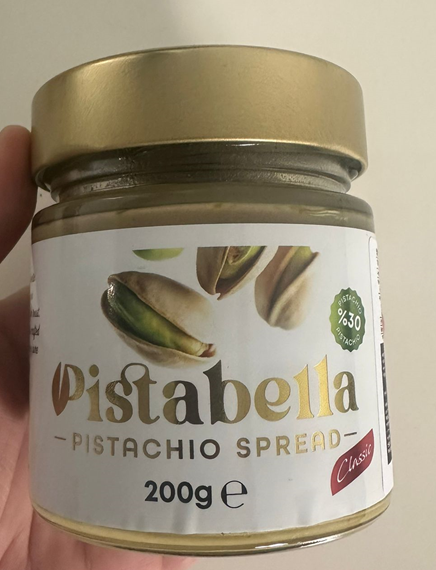 PISTACHIO
%30
PISTACHIO
Pistabella
PISTACHIO SPREAD
Classic
200g ℮